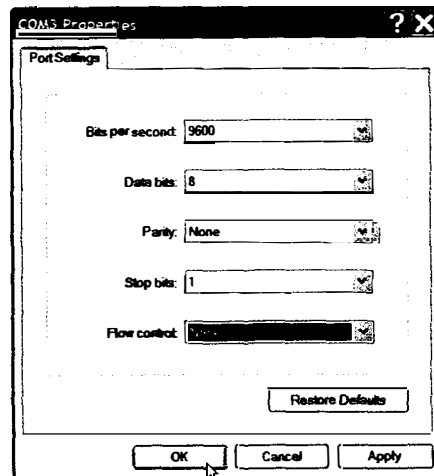 COM3 Properties
Port Settings
Bits per second: 9600
Data bits: 8
Parity: None
Stop bits: 1
Flow control:
Restore Defaults
OK Cancel Apply